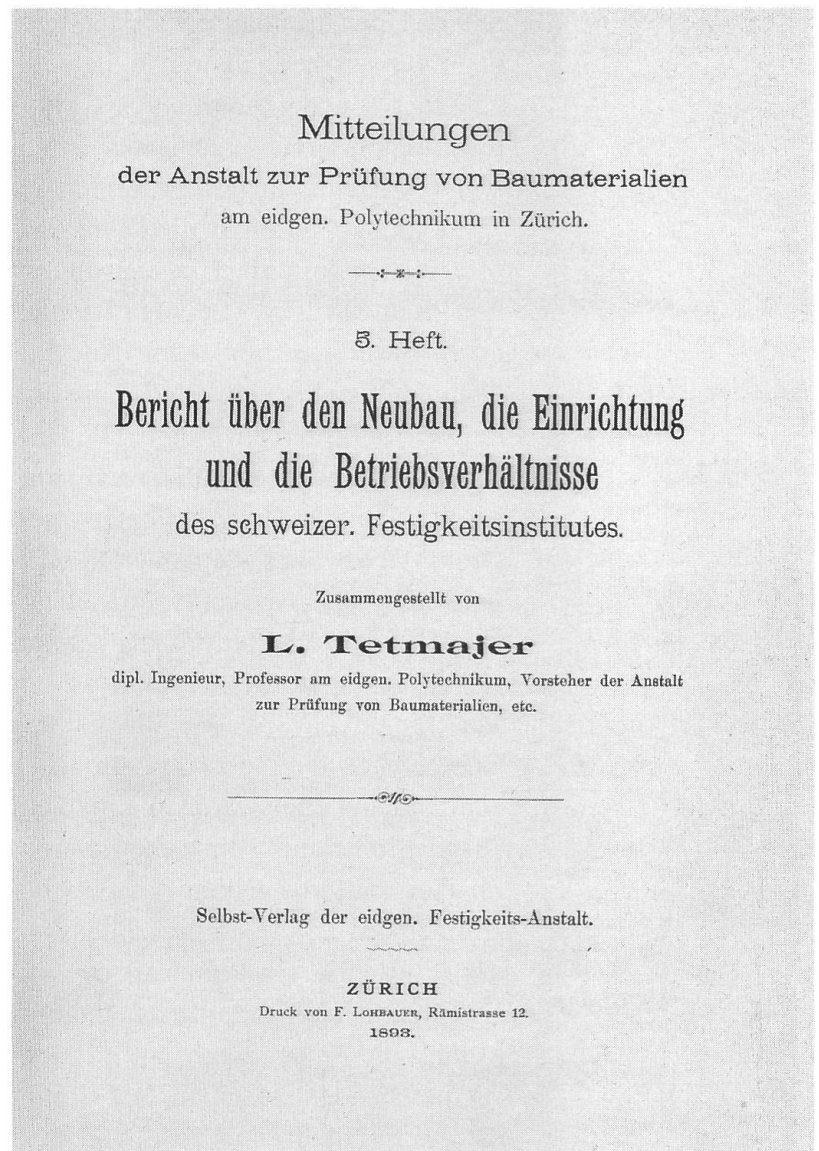 Mitteilungen
der Anstalt zur Prüfung von Baumaterialien
am eidgen. Polytechnikum in Zürich.
5. Heft.
Bericht über den Neubau, die Einrichtung
und die Betriebsverhältnisse
des schweizer. Festigkeitsinstitutes.
Zusammengestellt von
L. Tetmajer
dipl. Ingenieur, Professor am eidgen. Polytechnikum, Vorsteher der Anstalt
zur Prüfung von Baumaterialien, etc.
Selbst-Verlag der eidgen. Festigkeits-Anstalt.
ZÜRICH
Druck von F. LOHBAUER, Rämistrasse 12.
1893.